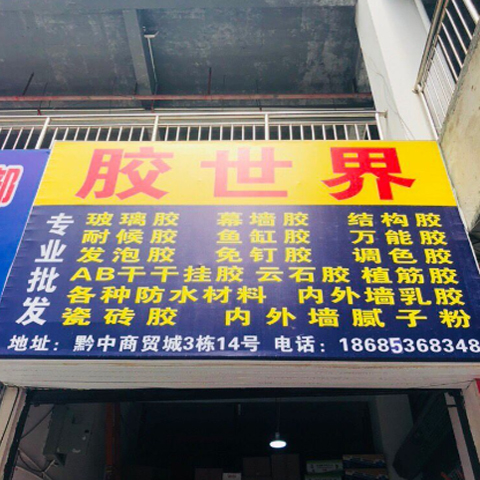 胶世界
专业批发
玻璃胶 幕墙胶 结构胶
耐候胶 鱼缸胶 万能胶
发泡胶 免钉胶 调色胶
AB干干挂胶 云石胶 植筋胶
各种防水材料 内外墙乳胶
瓷砖胶 内外墙腻子粉
地址：黔中商贸城3栋14号 电话：18685368348
都